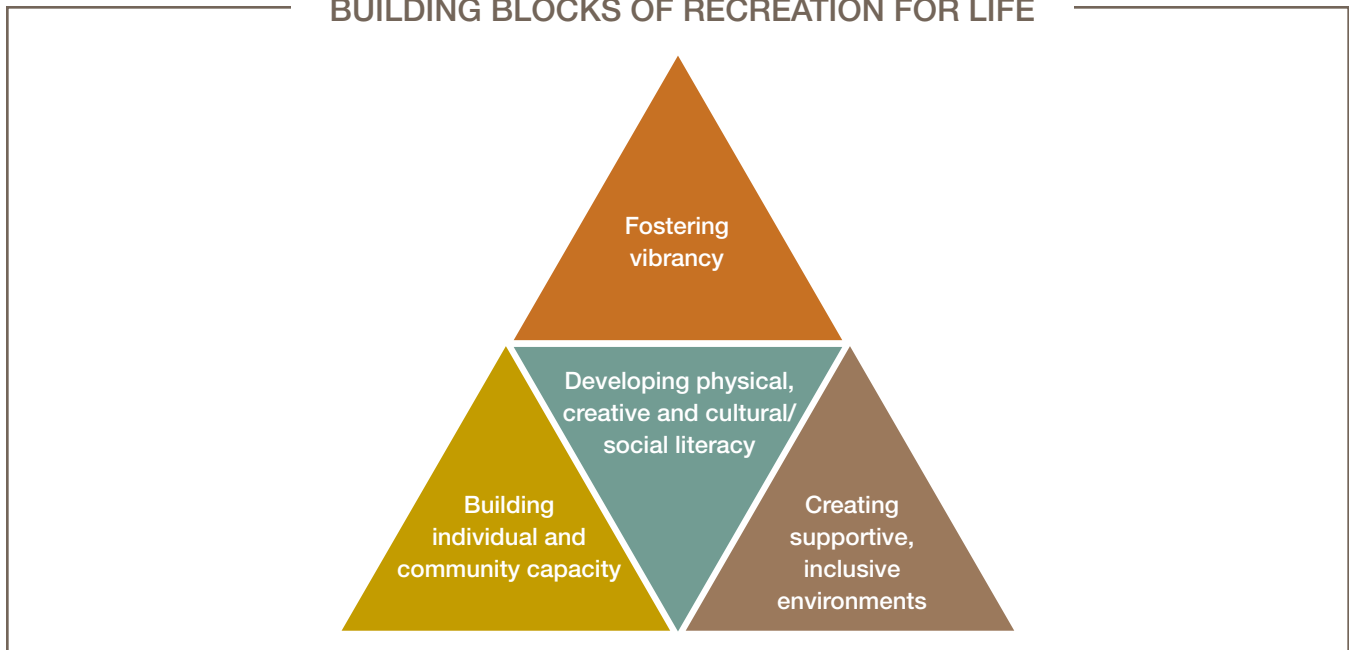 BUILDING BLOCKS OF RECREATION FOR LIFE
Fostering
vibrancy
Developing physical,
creative and cultural/
social literacy
Building
individual and
community capacity
Creating
supportive,
inclusive
environments